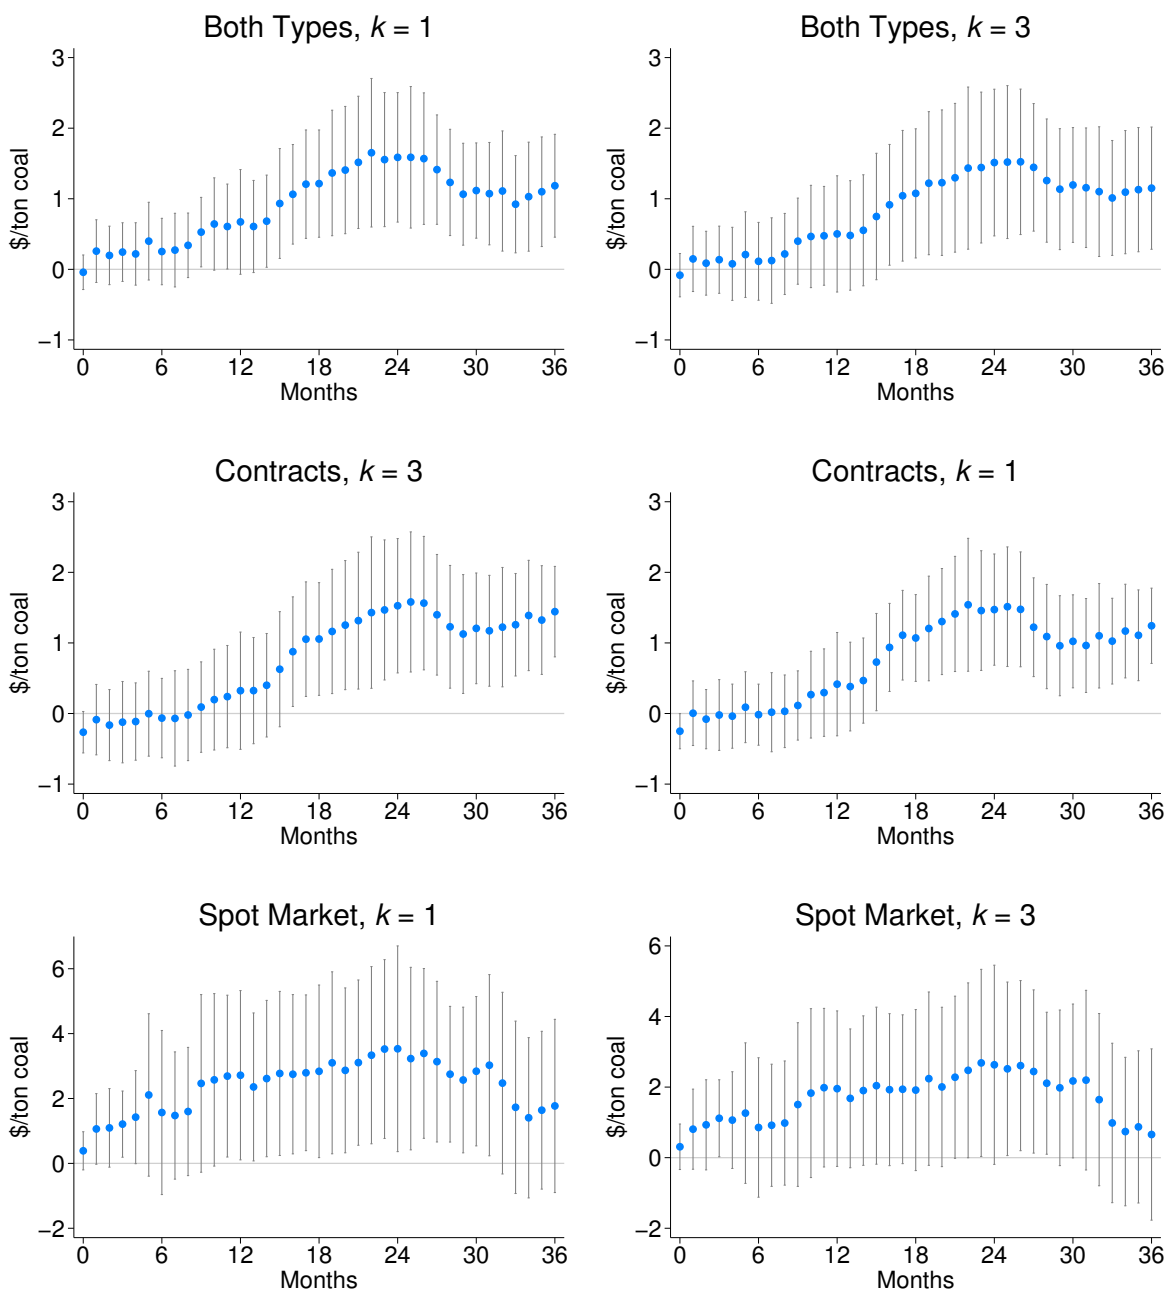 Both Types, k = 1
3
2
1
0
−1
$/ton coal
0 6 12 18 24 30 36
Months
Both Types, k = 3
3
2
1
0
−1
$/ton coal
0 6 12 18 24 30 36
Months
Contracts, k = 3
3
2
1
0
−1
$/ton coal
0 6 12 18 24 30 36
Months
Contracts, k = 1
3
2
1
0
−1
$/ton coal
0 6 12 18 24 30 36
Months
Spot Market, k = 1
6
4
2
0
−2
$/ton coal
0 6 12 18 24 30 36
Months
Spot Market, k = 3
6
4
2
0
−2
$/ton coal
0 6 12 18 24 30 36
Months